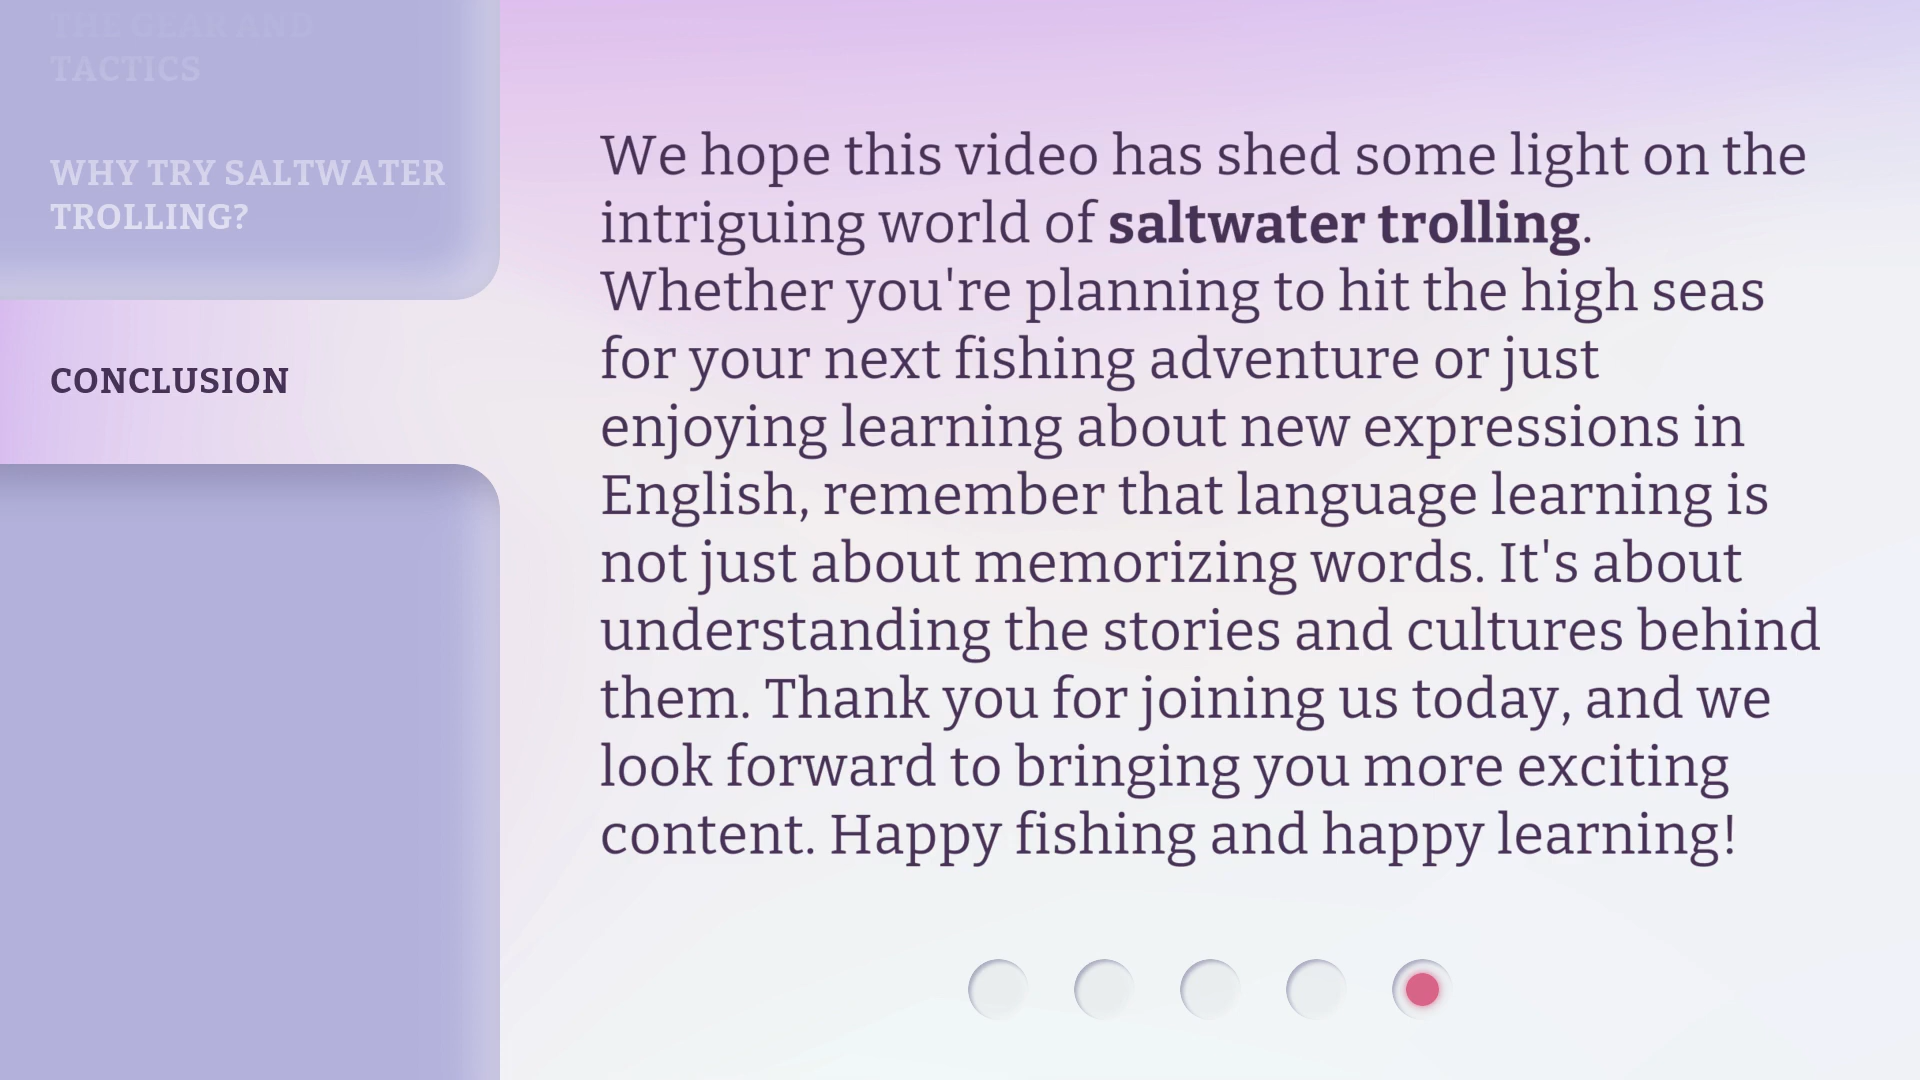 THE GEAR AND
TACTICS
WHY TRY SALTWATER
TROLLING?
CONCLUSION
We hope this video has shed some light on the
intriguing world of saltwater trolling.
Whether you're planning to hit the high seas
for your next fishing adventure or just
enjoying learning about new expressions in
English, remember that language learning is
not just about memorizing words. It's about
understanding the stories and cultures behind
them. Thank you for joining us today, and we
look forward to bringing you more exciting
content. Happy fishing and happy learning!